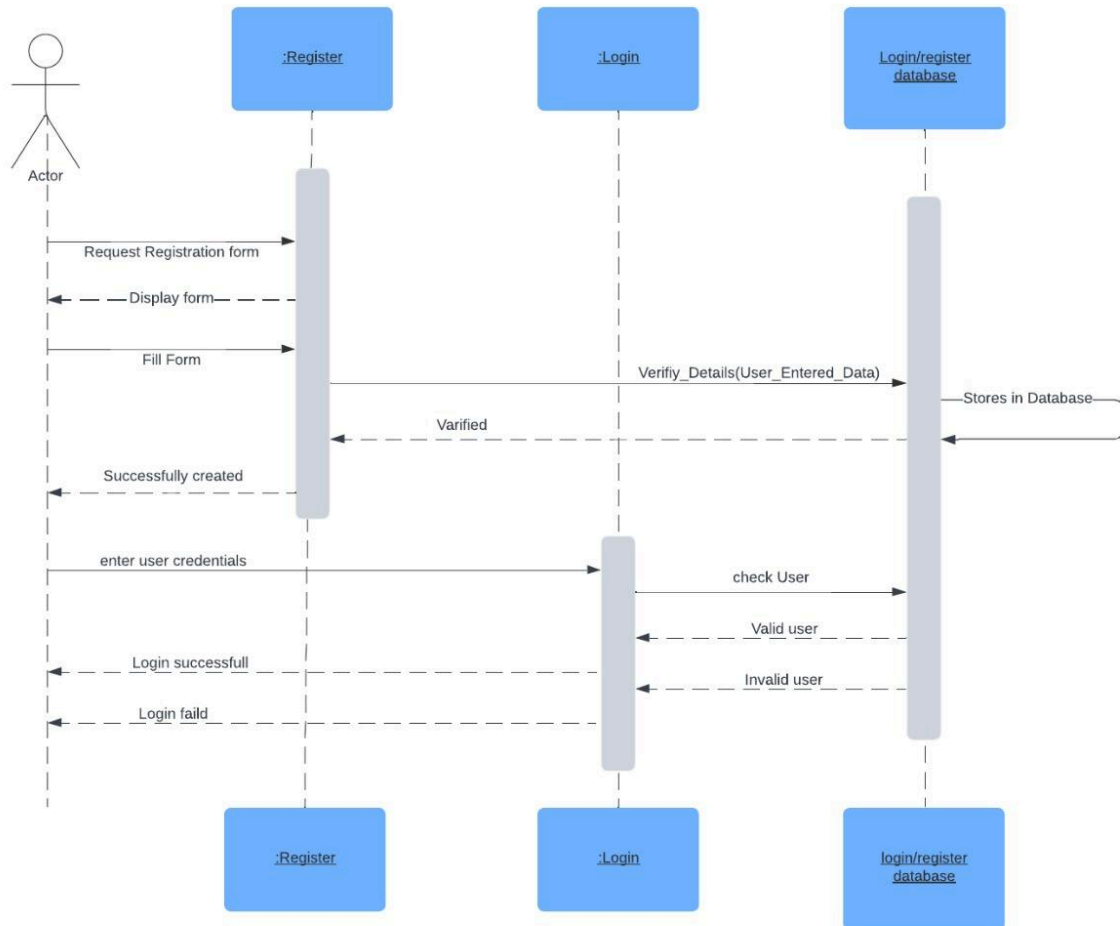 :Register
:Login
Login/register
database
Actor
Request Registration form
Display form
Fill Form
Verifiy_Details(User_Entered_Data)
Stores in Database
Varified
Successfully created
enter user credentials
check User
Valid user
Login successfull
Invalid user
Login faild
:Register
:Login
login/register
database